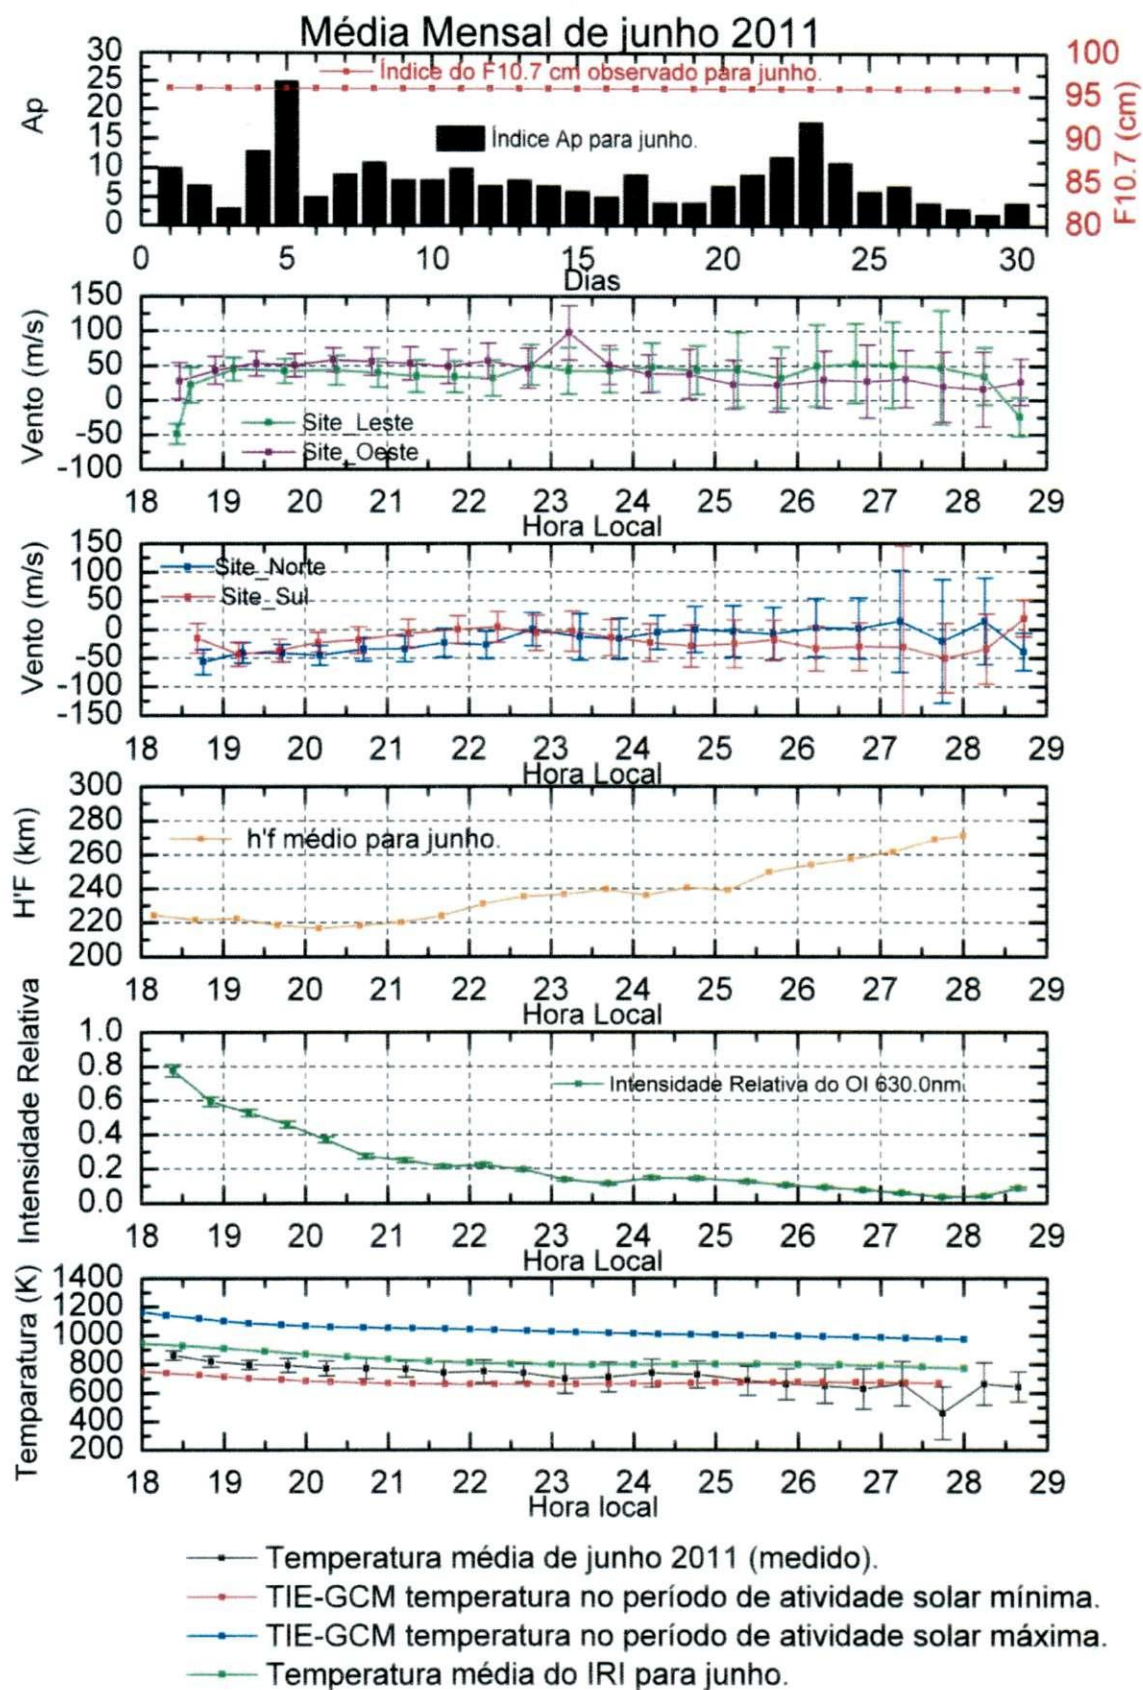 Média Mensal de junho 2011
30 25 20 15 10 5 0
Ap
Índice do F10.7 cm observado para junho.
Índice Ap para junho.
100 95 90 85 80
F10.7 (cm)
0 5 10 15 20 25 30
Dias
150 100 50 0 -50 -100
Vento (m/s)
Site_Leste
Site_Oeste
18 19 20 21 22 23 24 25 26 27 28 29
Hora Local
150 100 50 0 -50 -100 -150
Vento (m/s)
Site_Norte
Site_Sul
18 19 20 21 22 23 24 25 26 27 28 29
Hora Local
300 280 260 240 220 200
H'F (km)
h'f médio para junho.
18 19 20 21 22 23 24 25 26 27 28 29
Hora Local
1.0 0.8 0.6 0.4 0.2 0.0
Intensidade Relativa
Intensidade Relativa do OI 630.0nm.
18 19 20 21 22 23 24 25 26 27 28 29
Hora Local
1400 1200 1000 800 600 400 200
Temparatura (K)
18 19 20 21 22 23 24 25 26 27 28 29
Hora local
Temperatura média de junho 2011 (medido).
TIE-GCM temperatura no período de atividade solar mínima.
TIE-GCM temperatura no período de atividade solar máxima.
Temperatura média do IRI para junho.